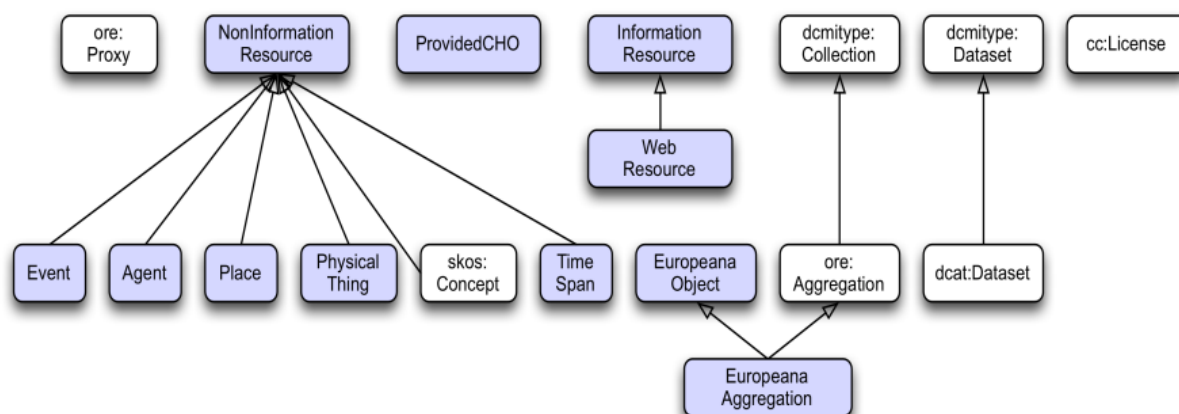 ore:
Proxy
NonInformation
Resource
ProvidedCHO
Information
Resource
dcmitype:
Collection
dcmitype:
Dataset
cc:License
Web
Resource
Event
Agent
Place
Physical
Thing
skos:
Concept
Time
Span
Europeana
Object
ore:
Aggregation
dcat:Dataset
Europeana
Aggregation